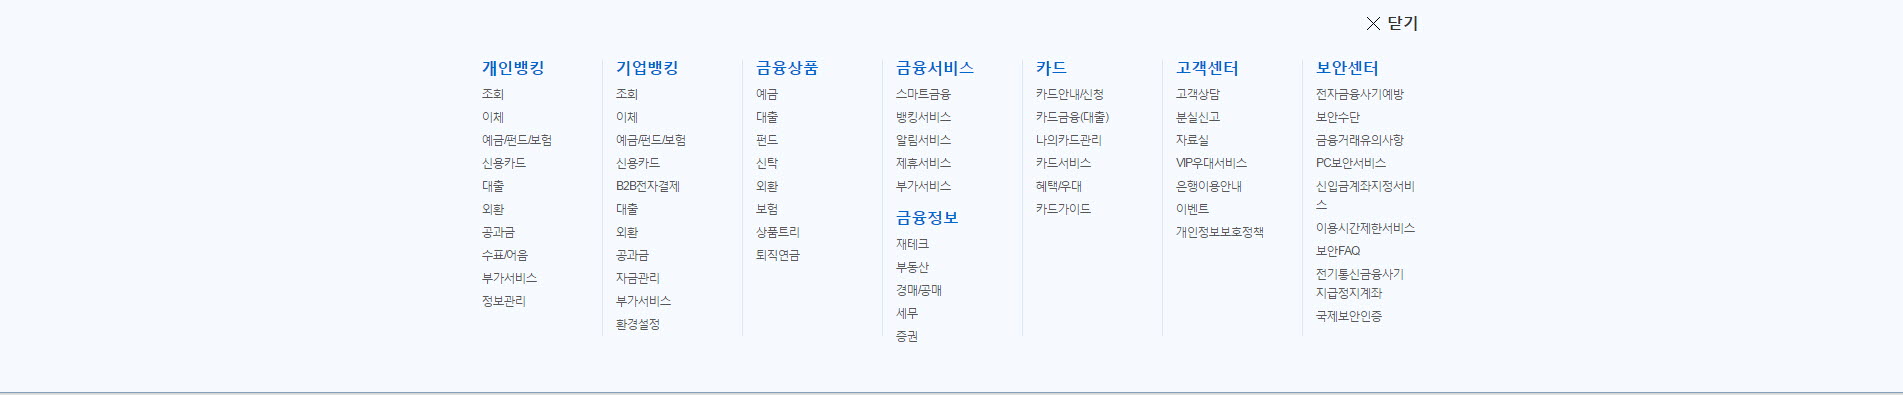 닫기
개인뱅킹
조회
이체
예금/펀드/보험
신용카드
대출
외환
공과금
수표/어음
부가서비스
정보관리
기업뱅킹
조회
이체
예금/펀드/보험
신용카드
B2B전자결제
대출
외환
공과금
자금관리
부가서비스
환경설정
금융상품
예금
대출
펀드
신탁
외환
보험
상품트리
퇴직연금
금융서비스
스마트금융
뱅킹서비스
알림서비스
제휴서비스
부가서비스
금융정보
재테크
부동산
경매/공매
세무
증권
카드
카드안내/신청
카드금융(대출)
나의카드관리
카드서비스
혜택/우대
카드가이드
고객센터
고객상담
분실신고
자료실
VIP우대서비스
은행이용안내
이벤트
개인정보보호정책
보안센터
전자금융사기예방
보안수단
금융거래유의사항
PC보안서비스
신입금계좌지정서비
스
이용시간제한서비스
보안FAQ
전기통신금융사기
지급정지계좌
국제보안인증